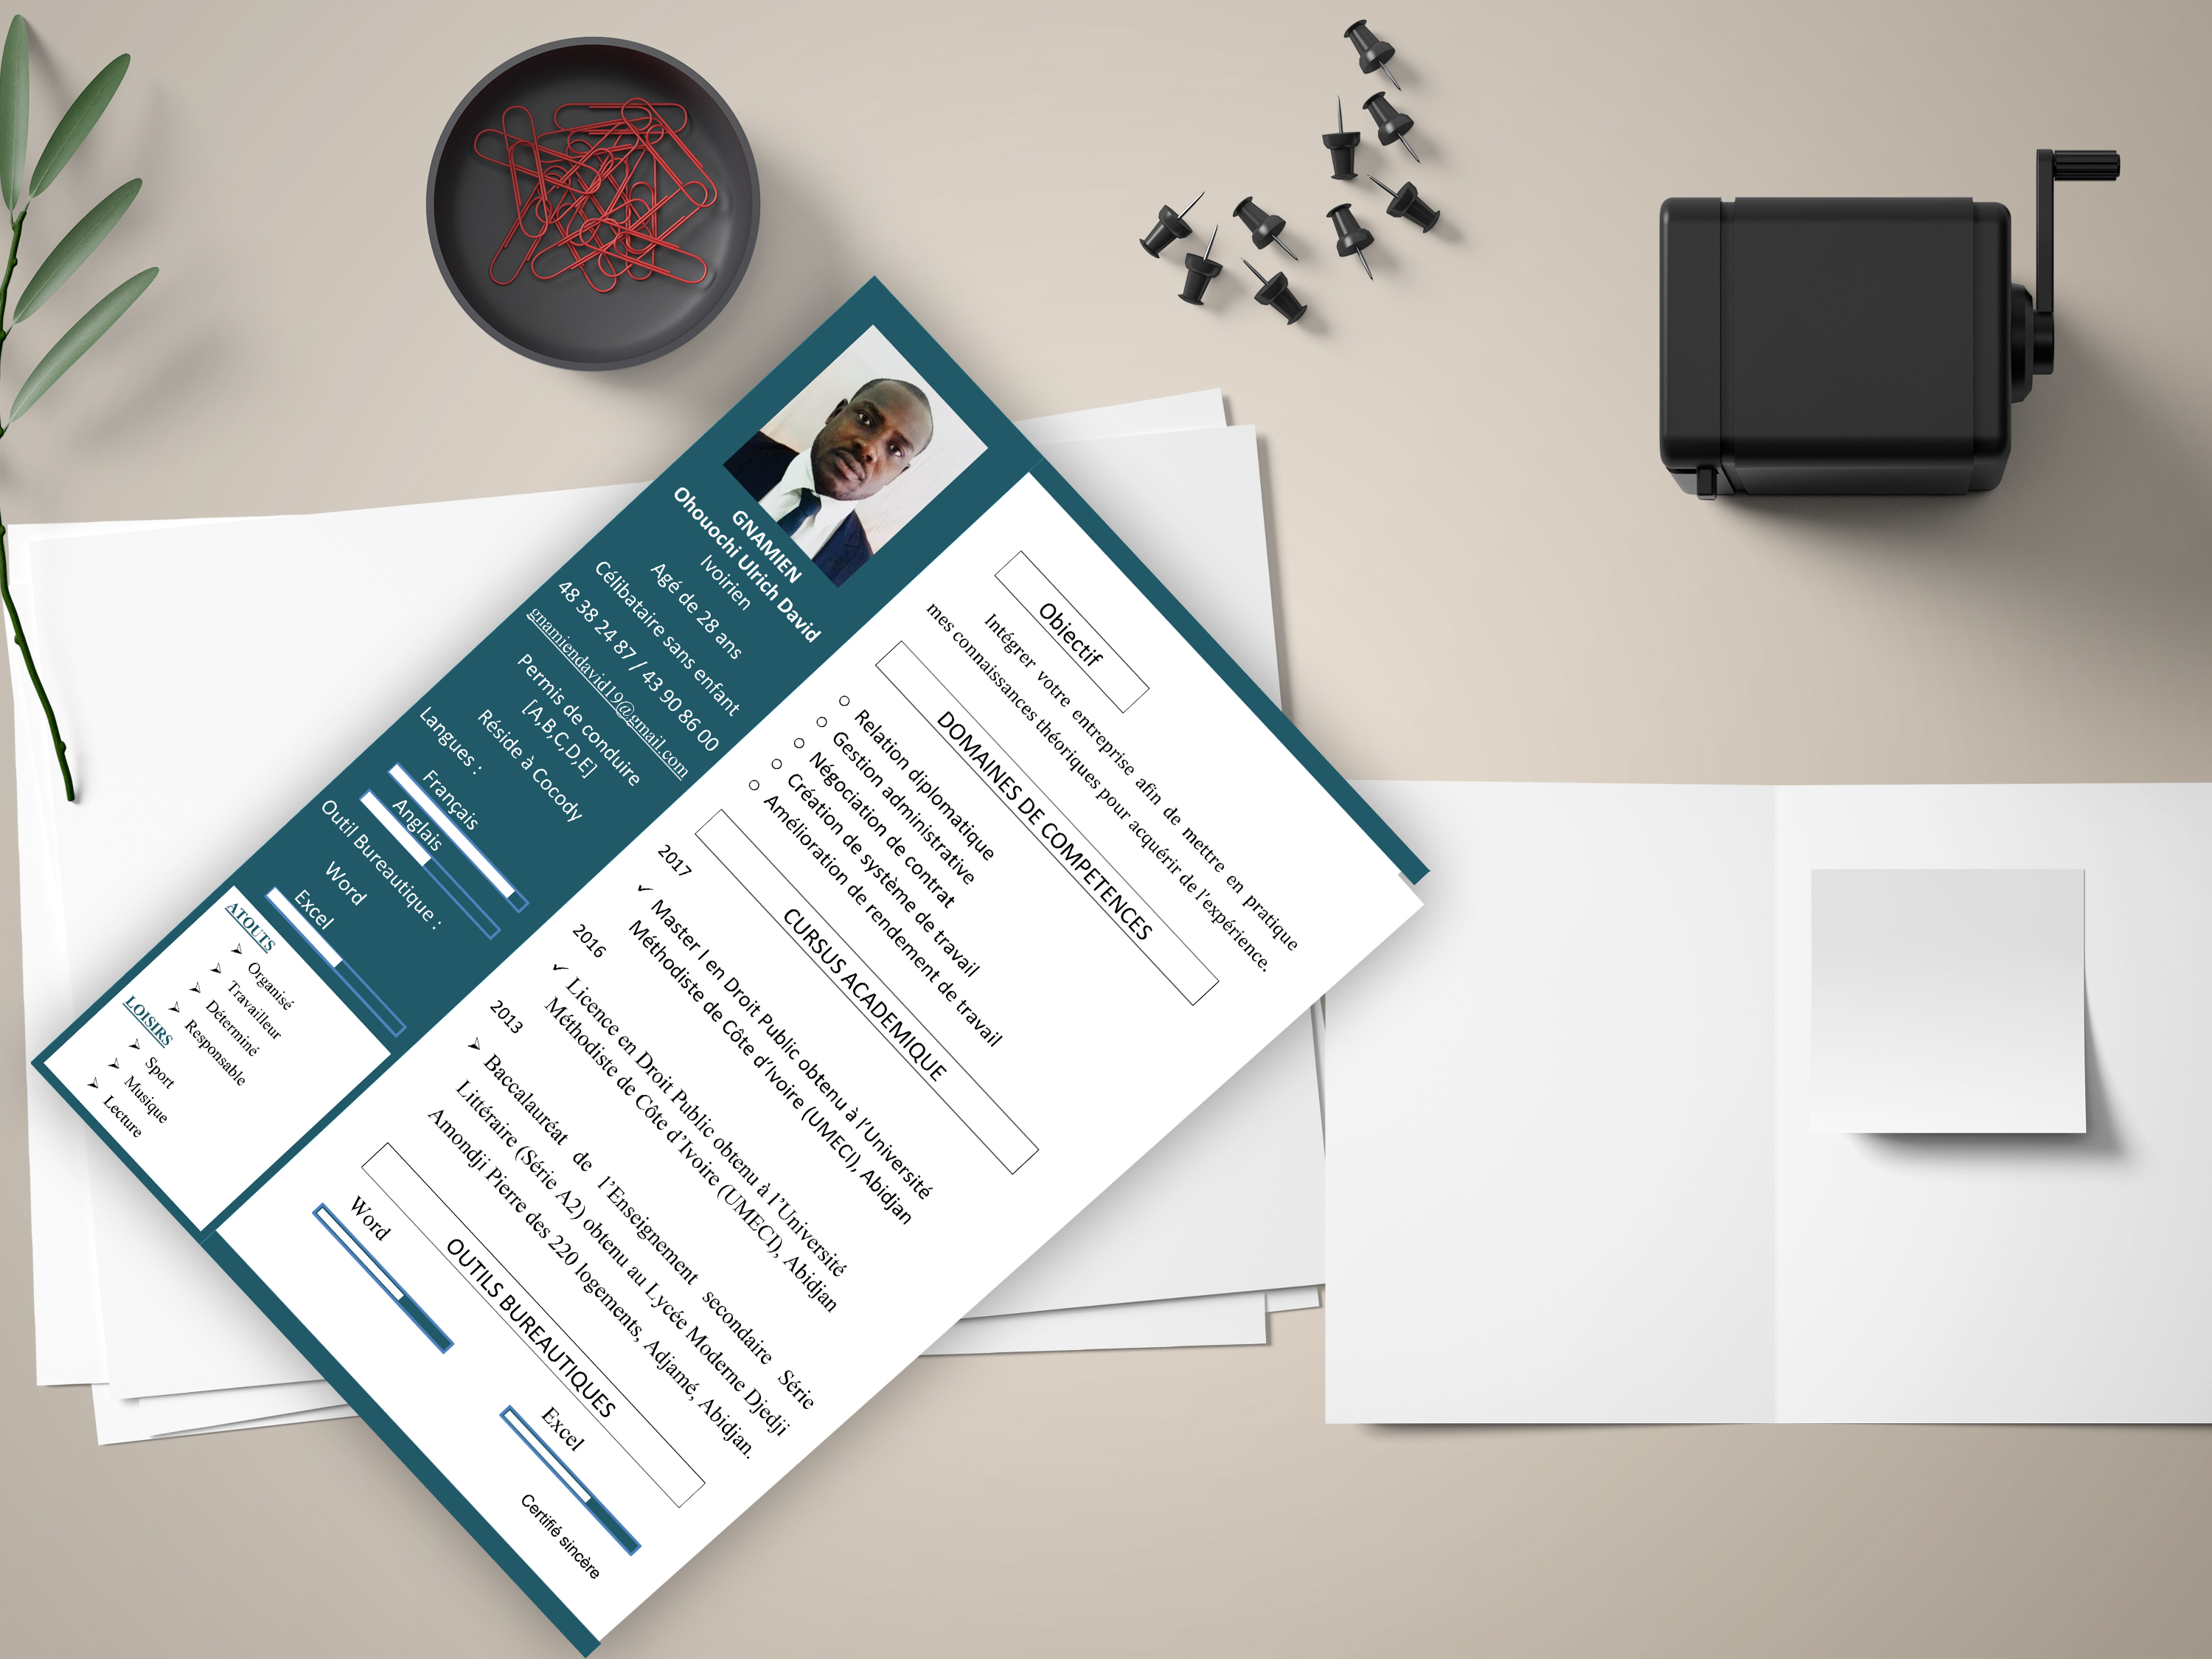 GNAMIEN
Ohouochi Ulrich David
Ivoirien
Agé de 28 ans
Célibataire sans enfant
48 38 24 87 / 43 90 86 00
gnamiendavid19@gmail.com
Permis de conduire
[A,B,C,D,E]
Réside à Cocody
Langues :
Français
Anglais
Outil Bureautique :
Word
Excel
ATOUTS
➢ Organisé
➢ Travailleur
➢ Déterminé
➢ Responsable
LOISIRS
➢ Sport
➢ Musique
➢ Lecture
Objectif
Intégrer votre entreprise afin de mettre en pratique
mes connaissances théoriques pour acquérir de l'expérience.
DOMAINES DE COMPETENCES
○ Relation diplomatique
○ Gestion administrative
○ Négociation de contrat
○ Création de système de travail
○ Amélioration de rendement de travail
CURSUS ACADEMIQUE
2017
✓ Master I en Droit Public obtenu à l'Université
Méthodiste de Côte d'Ivoire (UMECI), Abidjan
2016
✓ Licence en Droit Public obtenu à l'Université
Méthodiste de Côte d'Ivoire (UMECI), Abidjan
2013
➢ Baccalauréat de l'Enseignement secondaire Série
Littéraire (Série A2) obtenu au Lycée Moderne Djedji
Amondji Pierre des 220 logements, Adjamé, Abidjan.
OUTILS BUREAUTIQUES
Word
Excel
Certifié sincère